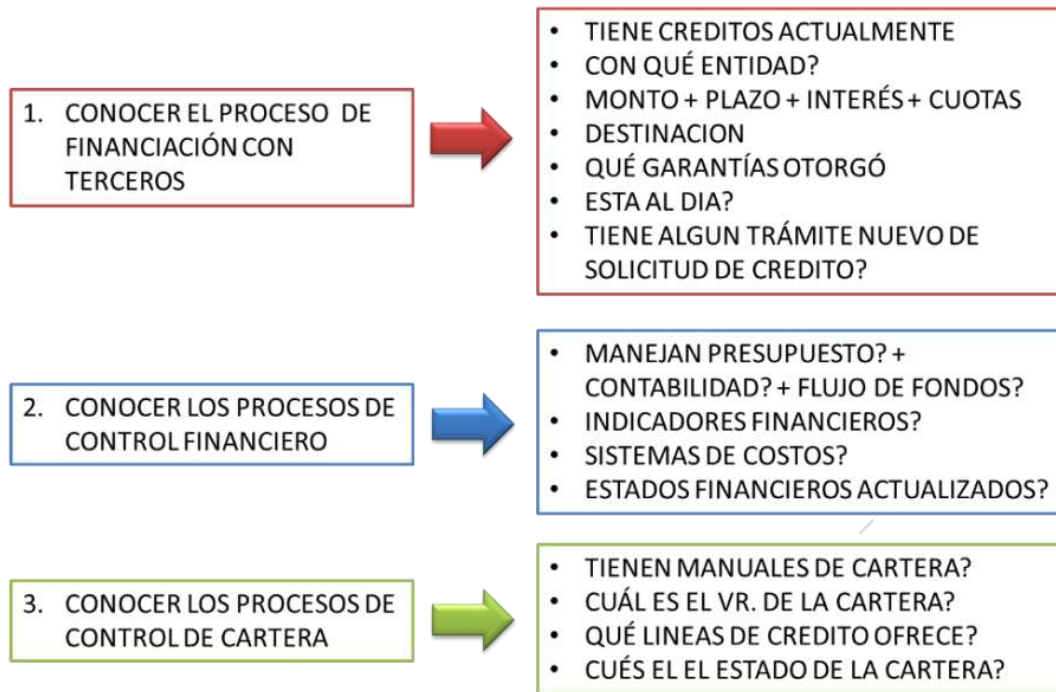 1. CONOCER EL PROCESO DE
FINANCIACIÓN CON
TERCEROS
• TIENE CREDITOS ACTUALMENTE
• CON QUÉ ENTIDAD?
• MONTO + PLAZO + INTERÉS + CUOTAS
• DESTINACION
• QUÉ GARANTÍAS OTORGÓ
• ESTA AL DIA?
• TIENE ALGUN TRÁMITE NUEVO DE
SOLICITUD DE CREDITO?
2. CONOCER LOS PROCESOS DE
CONTROL FINANCIERO
• MANEJAN PRESUPUESTO? +
CONTABILIDAD? + FLUJO DE FONDOS?
• INDICADORES FINANCIEROS?
• SISTEMAS DE COSTOS?
• ESTADOS FINANCIEROS ACTUALIZADOS?
3. CONOCER LOS PROCESOS DE
CONTROL DE CARTERA
• TIENEN MANUALES DE CARTERA?
• CUÁL ES EL VR. DE LA CARTERA?
• QUÉ LINEAS DE CREDITO OFRECE?
• CUÉS EL EL ESTADO DE LA CARTERA?